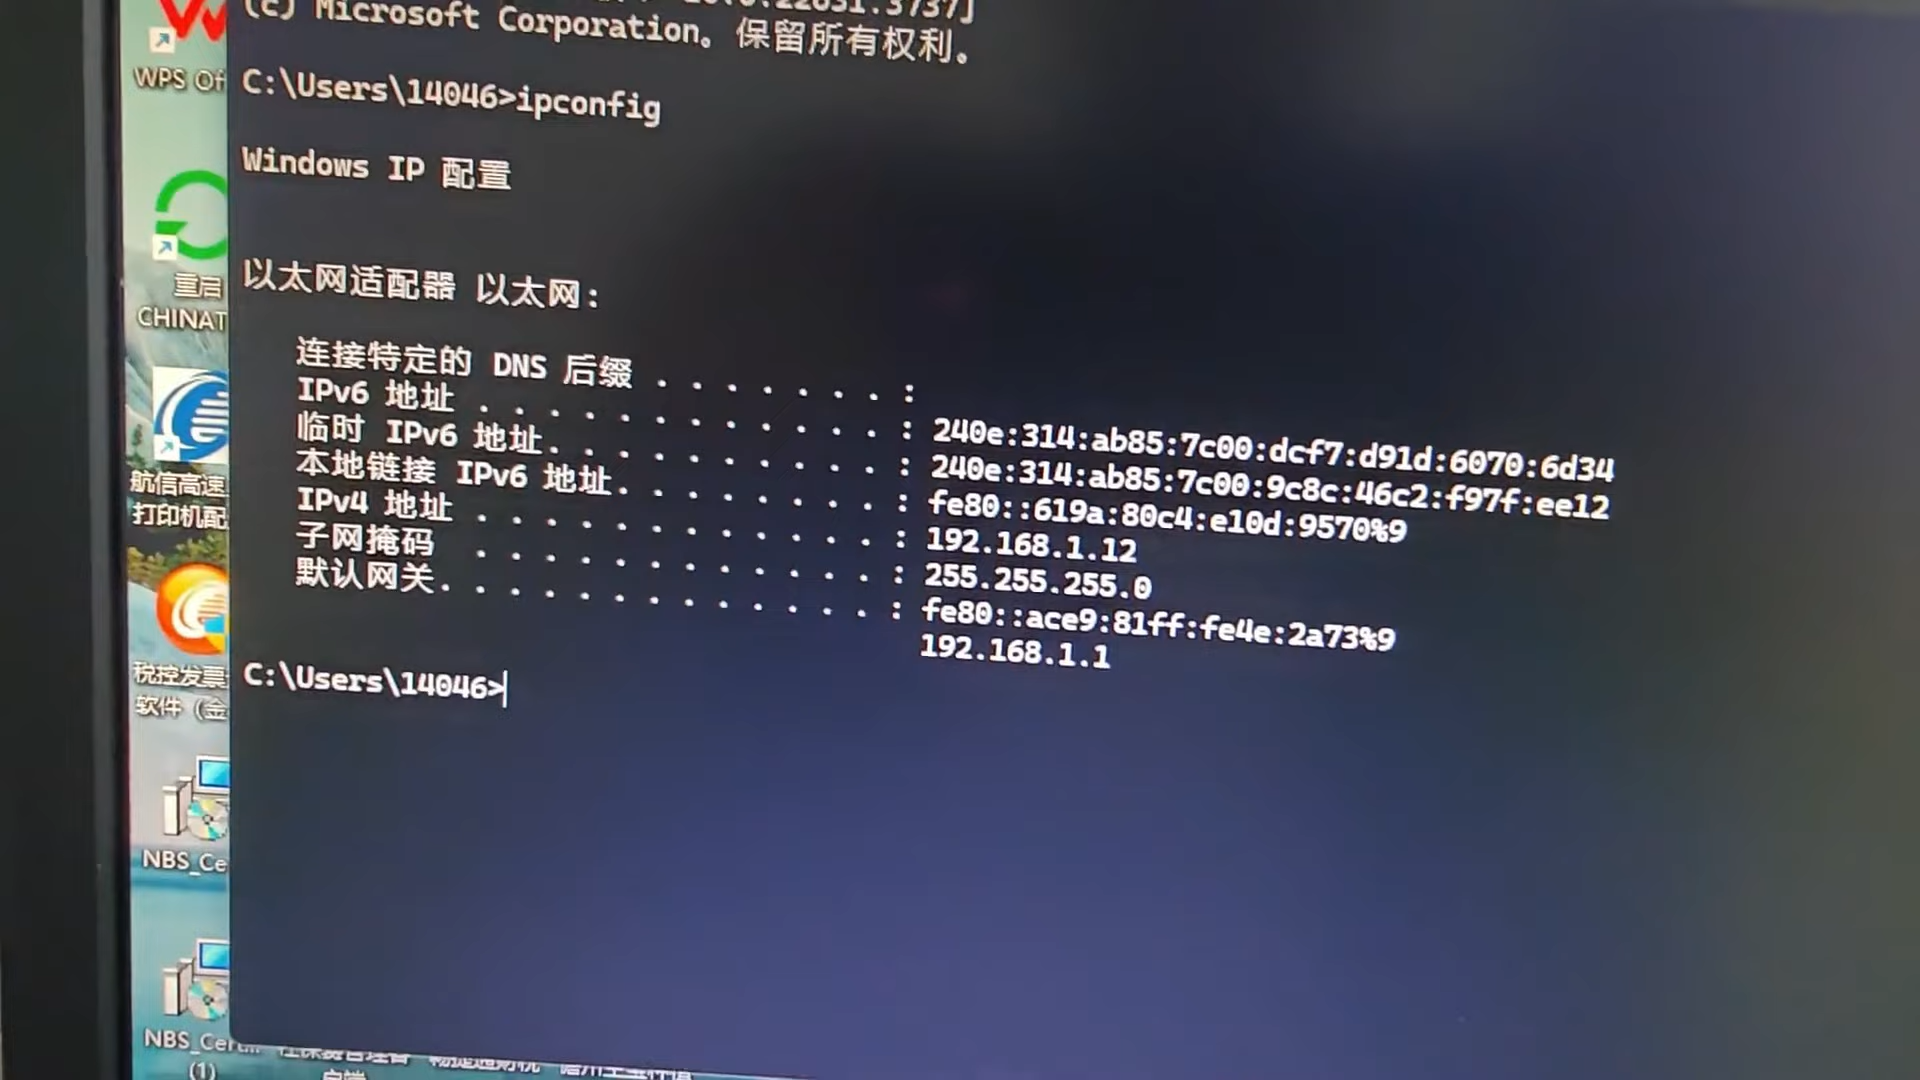 (c) Microsoft Corporation。保留所有权利。
C:\Users\14046>ipconfig
Windows IP 配置
以太网适配器 以太网:
连接特定的 DNS 后缀 . . . . . . . :
IPv6 地址 . . . . . . . . . . . . : 240e:314:ab85:7c00:dcf7:d91d:6070:6d34
临时 IPv6 地址. . . . . . . . . . : 240e:314:ab85:7c00:9c8c:46c2:f97f:ee12
本地链接 IPv6 地址. . . . . . . . : fe80::619a:80c4:e10d:9570%9
IPv4 地址 . . . . . . . . . . . . : 192.168.1.12
子网掩码 . . . . . . . . . . . . : 255.255.255.0
默认网关. . . . . . . . . . . . . : fe80::ace9:81ff:fe4e:2a73%9
192.168.1.1
C:\Users\14046>
WPS Off
重启
CHINAT
航信高速
打印机配
税控发票
软件（金
NBS_Ce
NBS_Cert...
(1)